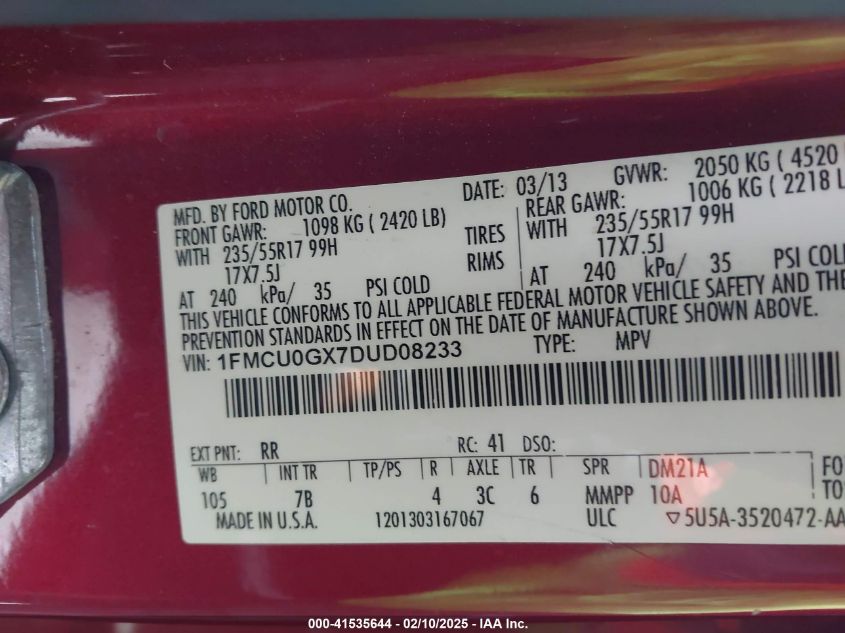 MFD. BY FORD MOTOR CO. DATE: 03/13 GVWR: 2050 KG ( 4520
FRONT GAWR: 1098 KG ( 2420 LB) REAR GAWR: 1006 KG ( 2218 L
WITH 235/55R17 99H TIRES WITH 235/55R17 99H
17X7.5J RIMS 17X7.5J
AT 240 kPa/ 35 PSI COLD AT 240 kPa/ 35 PSI COL
THIS VEHICLE CONFORMS TO ALL APPLICABLE FEDERAL MOTOR VEHICLE SAFETY AND THE
PREVENTION STANDARDS IN EFFECT ON THE DATE OF MANUFACTURE SHOWN ABOVE.
VIN: 1FMCU0GX7DUD08233 TYPE: MPV
EXT PNT: RR RC: 41 DSO:
WB INT TR TP/PS R AXLE TR SPR DM21A FO
105 7B 4 3C 6 MMPP 10A TO
MADE IN U.S.A. 1201303167067 ULC ▽5U5A-3520472-AA
000-41535644 - 02/10/2025 - IAA Inc.